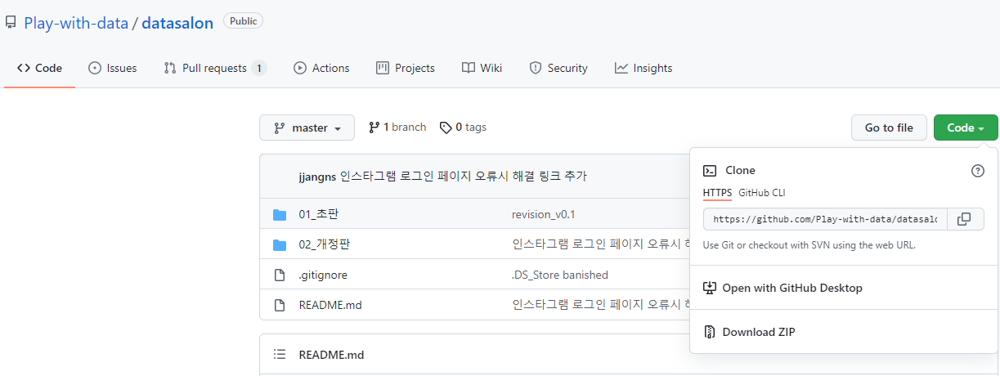 Play-with-data / datasalon Public
Code Issues Pull requests 1 Actions Projects Wiki Security Insights
master 1 branch 0 tags Go to file Code
jjangns 인스타그램 로그인 페이지 오류시 해결 링크 추가
Clone
HTTPS GitHub CLI
01_초판 revision_v0.1
https://github.com/Play-with-data/datasalo
02_개정판 인스타그램 로그인 페이지 오류시
Use Git or checkout with SVN using the web URL.
.gitignore .DS_Store banished
Open with GitHub Desktop
README.md 인스타그램 로그인 페이지 오류시
Download ZIP
README.md